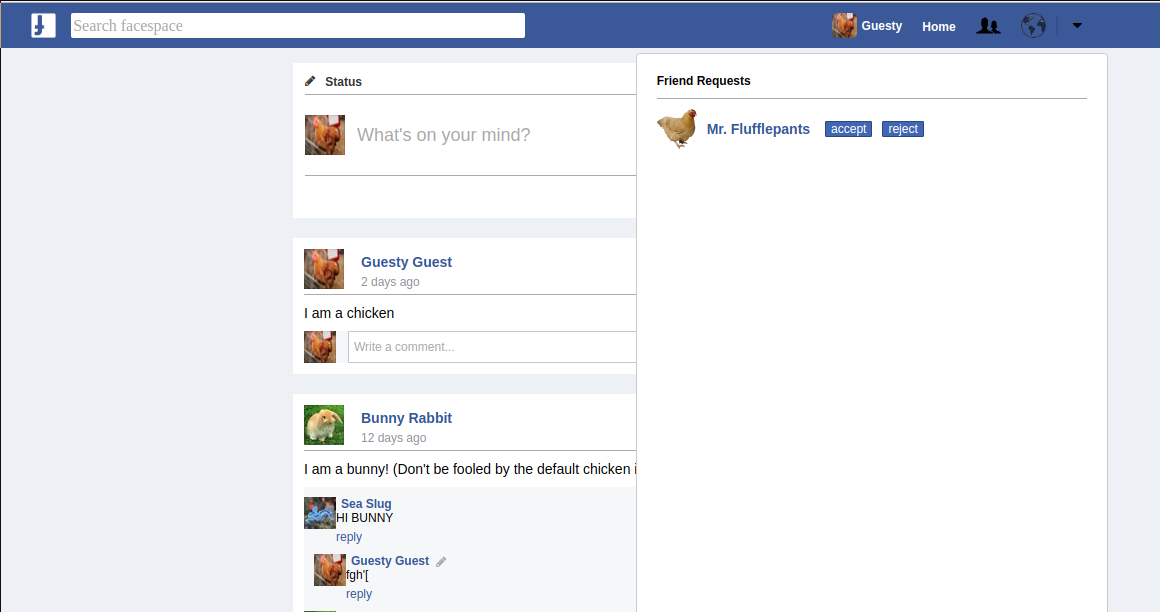 Search facespace
Guesty
Home
Status
What's on your mind?
Friend Requests
Mr. Flufflepants
accept
reject
Guesty Guest
2 days ago
I am a chicken
Write a comment...
Bunny Rabbit
12 days ago
I am a bunny! (Don't be fooled by the default chicken i
Sea Slug
HI BUNNY
reply
Guesty Guest
fgh'[
reply